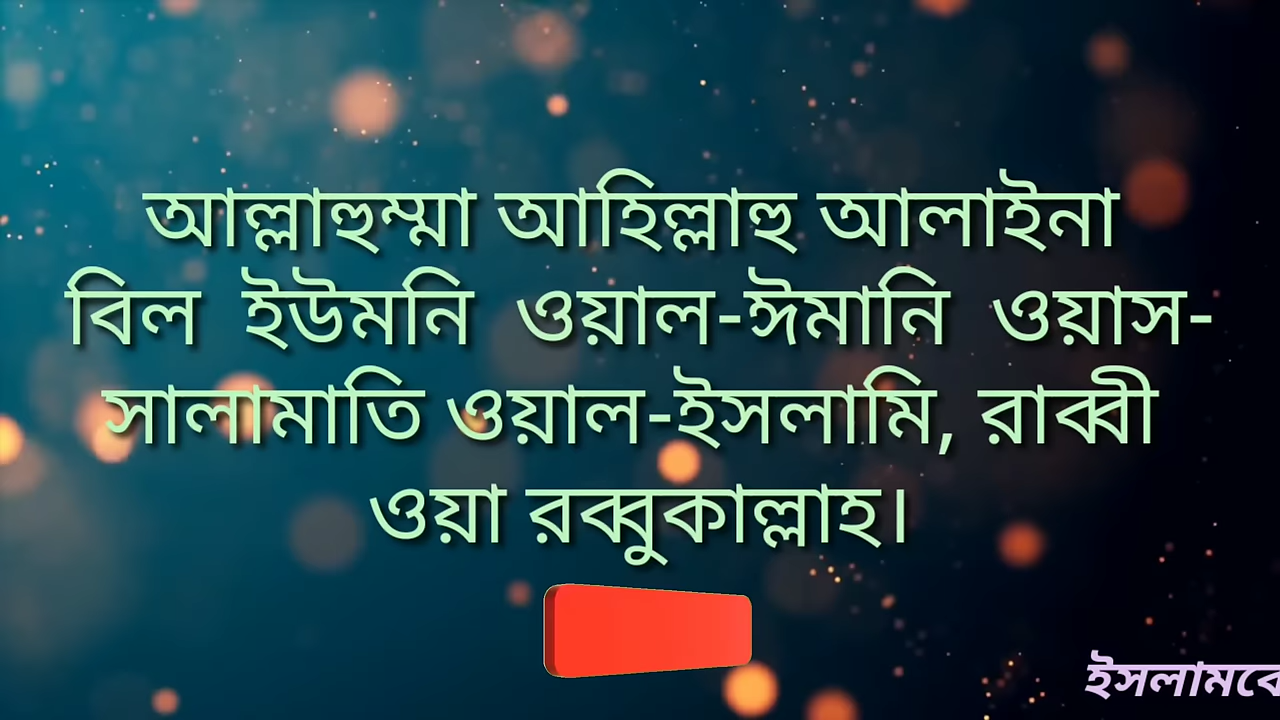 আল্লাহুম্মা আহিল্লাহু আলাইনা
বিল ইউমনি ওয়াল-ঈমানি ওয়াস-
সালামাতি ওয়াল-ইসলামি, রাব্বী
ওয়া রব্বুকাল্লাহ।